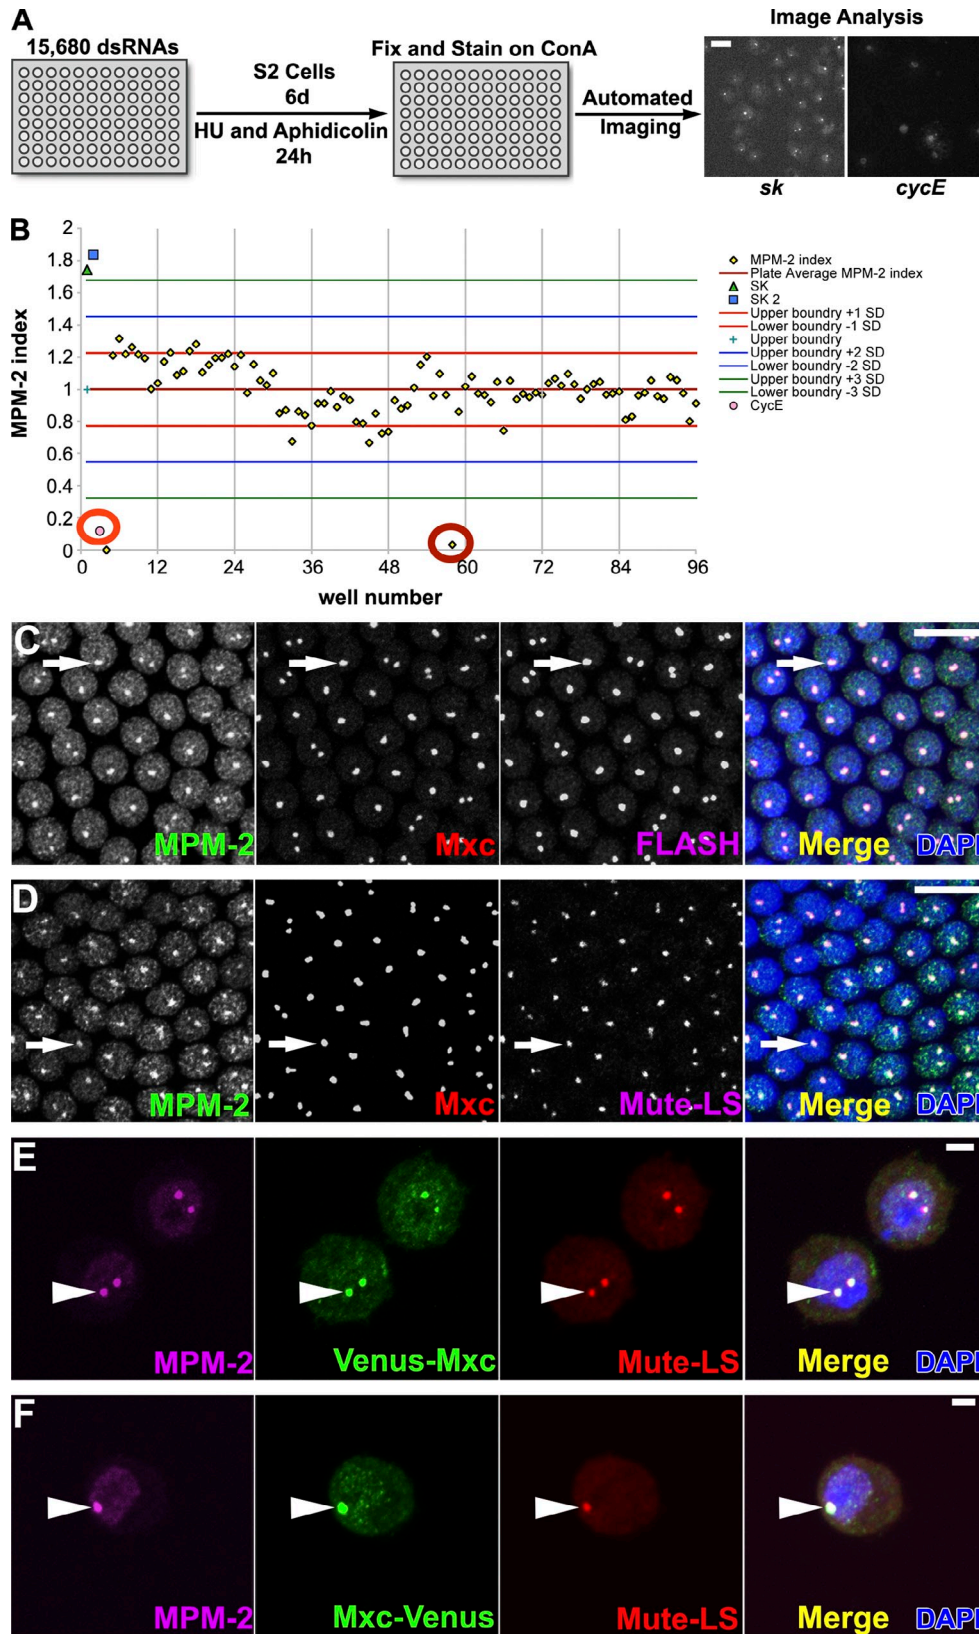 A
Image Analysis
15,680 dsRNAs
S2 Cells
6d
HU and Aphidicolin
24h
Fix and Stain on ConA
Automated
Imaging
sk
cycE
B
MPM-2 index
2
1.8
1.6
1.4
1.2
1
0.8
0.6
0.4
0.2
0
0
12
24
36
48
60
72
84
96
well number
MPM-2 index
Plate Average MPM-2 index
SK
SK 2
Upper boundry +1 SD
Lower boundry -1 SD
Upper boundry
Upper boundry +2 SD
Lower boundry -2 SD
Upper boundry +3 SD
Lower boundry -3 SD
CycE
C
MPM-2
Mxc
FLASH
Merge DAPI
D
MPM-2
Mxc
Mute-LS
Merge DAPI
E
MPM-2
Venus-Mxc
Mute-LS
Merge DAPI
F
MPM-2
Mxc-Venus
Mute-LS
Merge DAPI